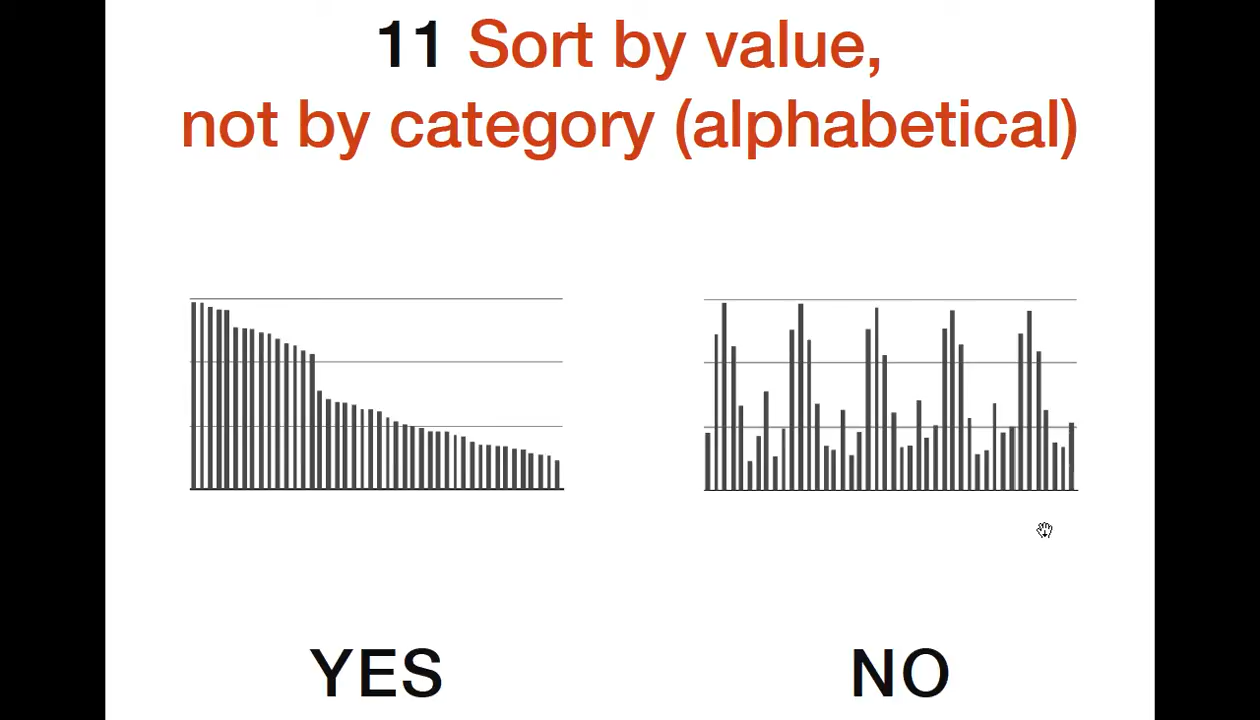 11 Sort by value,
not by category (alphabetical)
YES
NO